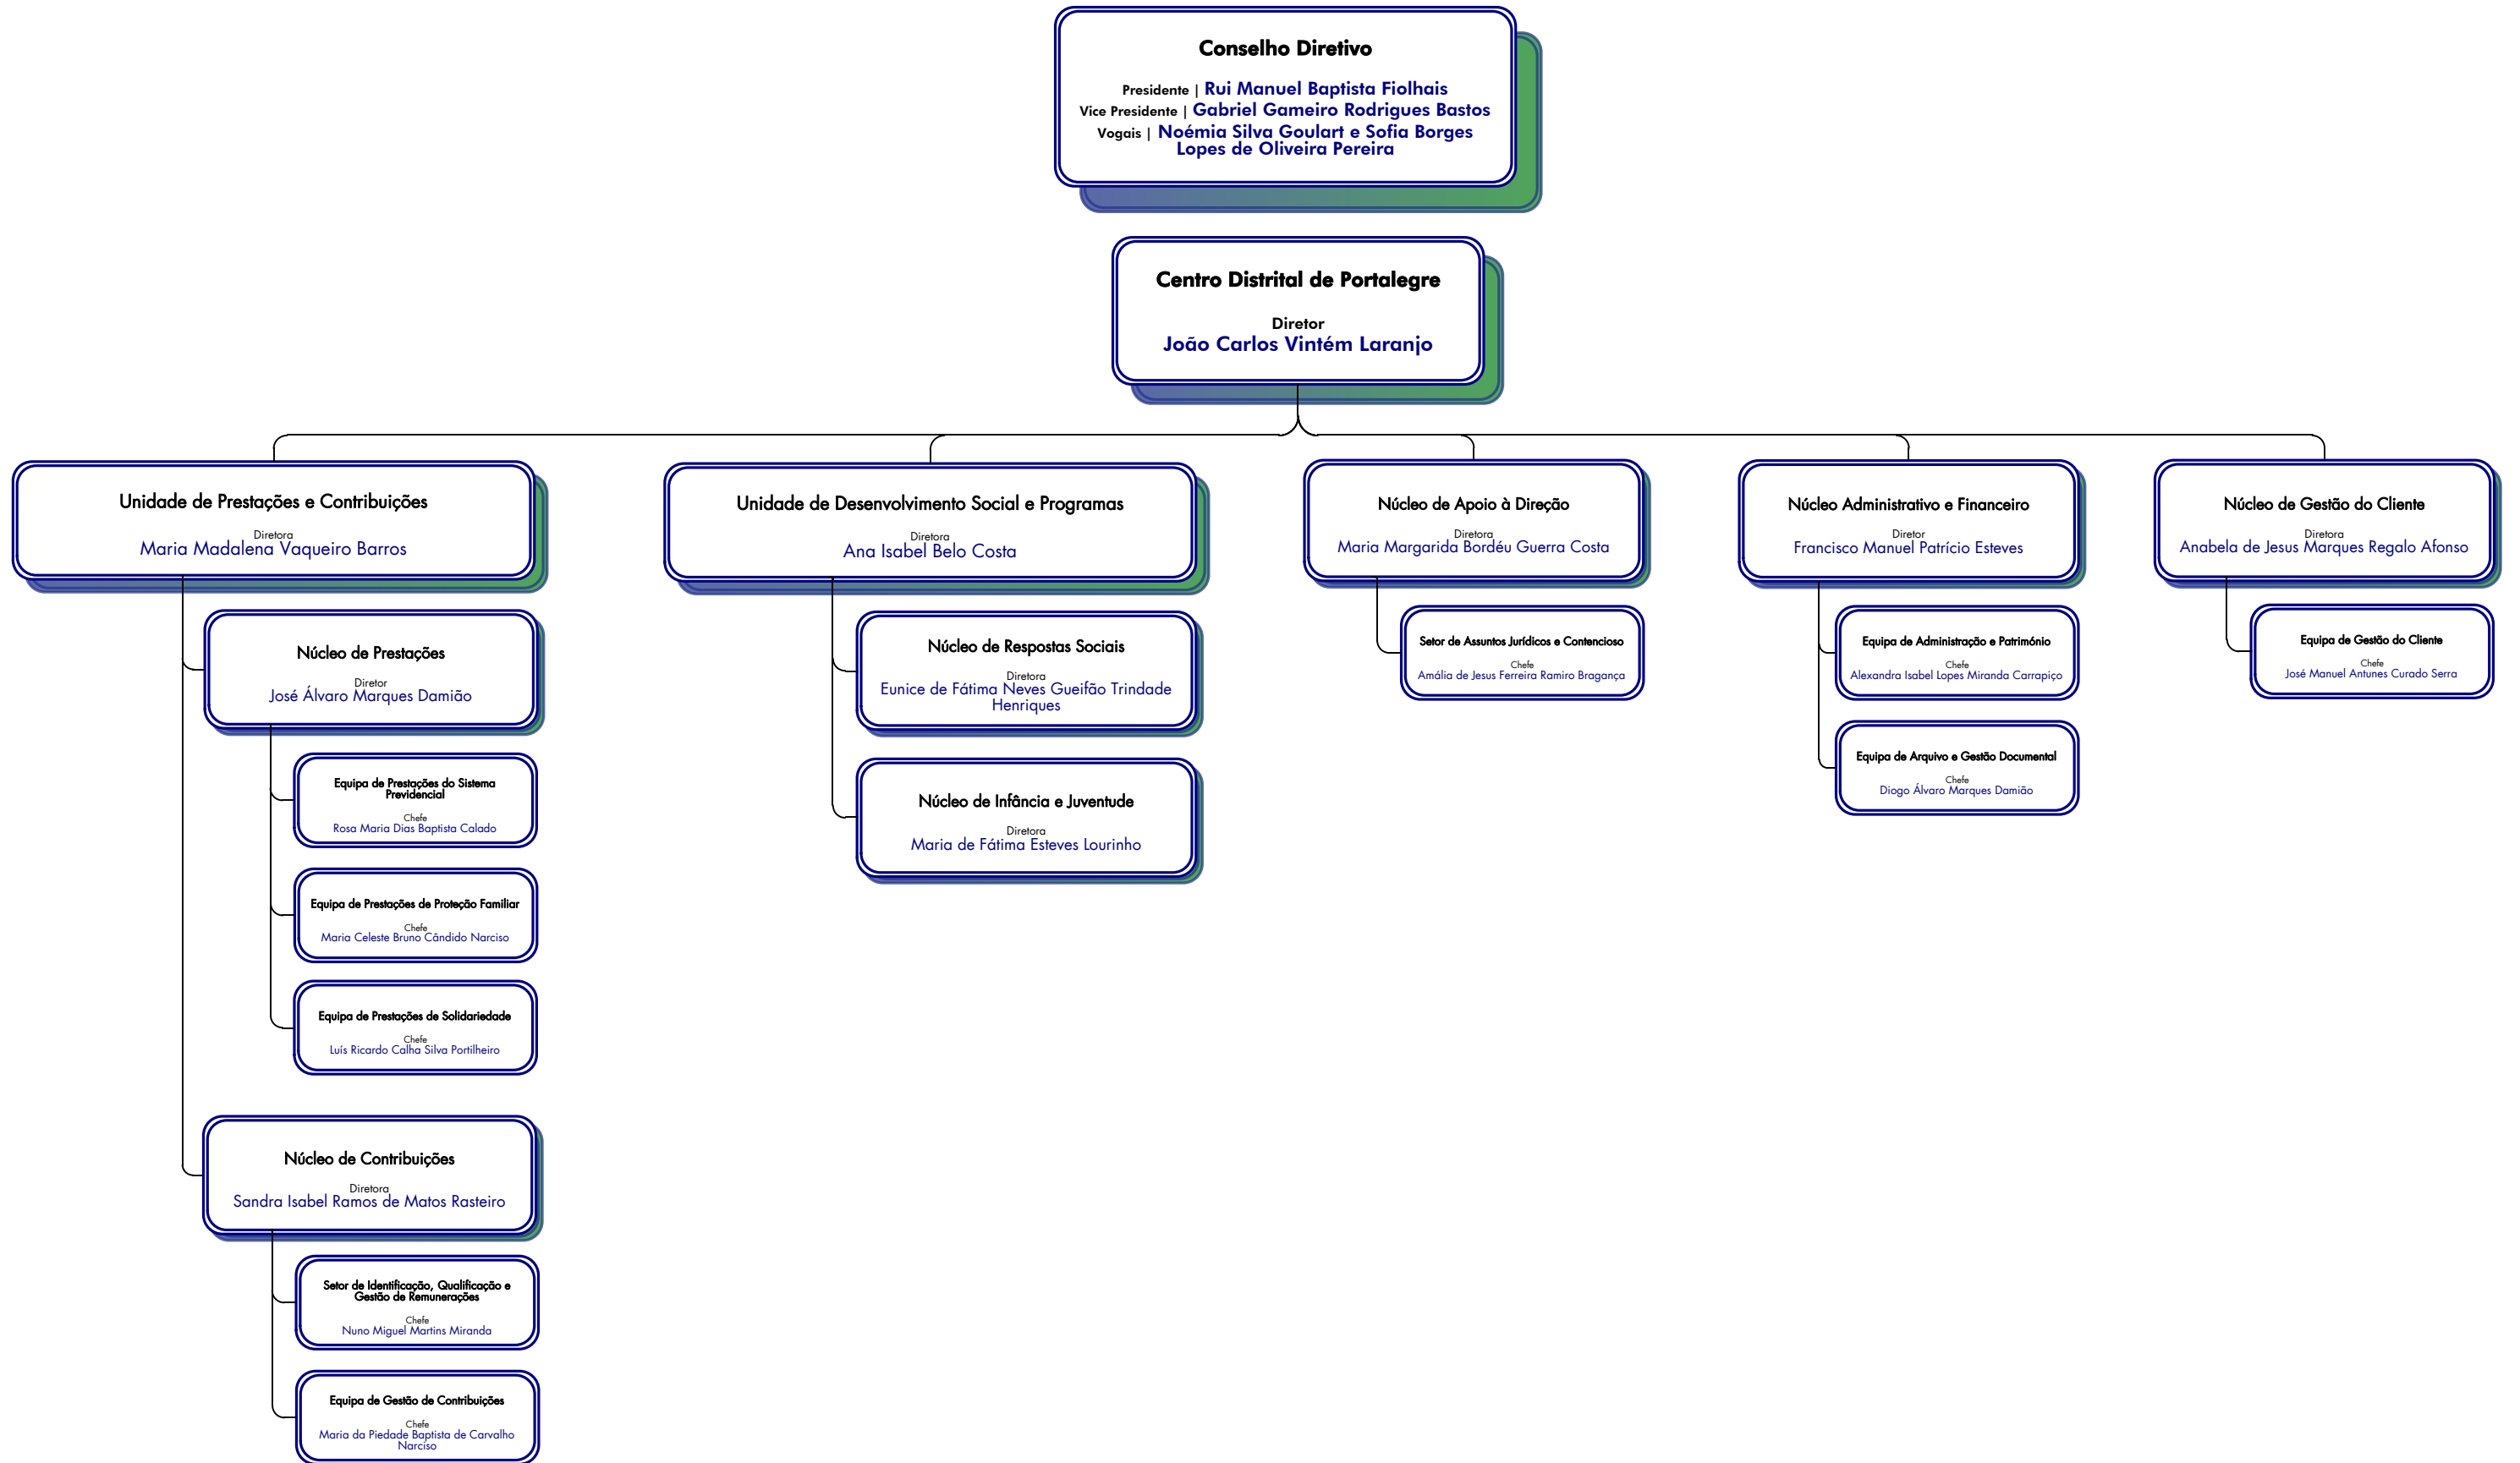 Conselho Diretivo
Presidente | Rui Manuel Baptista Fiolhais
Vice Presidente | Gabriel Gameiro Rodrigues Bastos
Vogais | Noémia Silva Goulart e Sofia Borges
Lopes de Oliveira Pereira
Centro Distrital de Portalegre
Diretor
João Carlos Vintém Laranjo
Unidade de Prestações e Contribuições
Diretora
Maria Madalena Vaqueiro Barros
Núcleo de Prestações
Diretor
José Álvaro Marques Damião
Equipa de Prestações do Sistema
Previdencial
Chefe
Rosa Maria Dias Baptista Calado
Equipa de Prestações de Proteção Familiar
Chefe
Maria Celeste Bruno Cândido Narciso
Equipa de Prestações de Solidariedade
Chefe
Luís Ricardo Calha Silva Portilheiro
Núcleo de Contribuições
Diretora
Sandra Isabel Ramos de Matos Rasteiro
Setor de Identificação, Qualificação e
Gestão de Remunerações
Chefe
Nuno Miguel Martins Miranda
Equipa de Gestão de Contribuições
Chefe
Maria da Piedade Baptista de Carvalho
Narciso
Unidade de Desenvolvimento Social e Programas
Diretora
Ana Isabel Belo Costa
Núcleo de Respostas Sociais
Diretora
Eunice de Fátima Neves Gueifão Trindade
Henriques
Núcleo de Infância e Juventude
Diretora
Maria de Fátima Esteves Lourinho
Núcleo de Apoio à Direção
Diretora
Maria Margarida Bordéu Guerra Costa
Setor de Assuntos Jurídicos e Contencioso
Chefe
Amália de Jesus Ferreira Ramiro Bragança
Núcleo Administrativo e Financeiro
Diretor
Francisco Manuel Patrício Esteves
Equipa de Administração e Património
Chefe
Alexandra Isabel Lopes Miranda Carrapiço
Equipa de Arquivo e Gestão Documental
Chefe
Diogo Álvaro Marques Damião
Núcleo de Gestão do Cliente
Diretora
Anabela de Jesus Marques Regalo Afonso
Equipa de Gestão do Cliente
Chefe
José Manuel Antunes Curado Serra